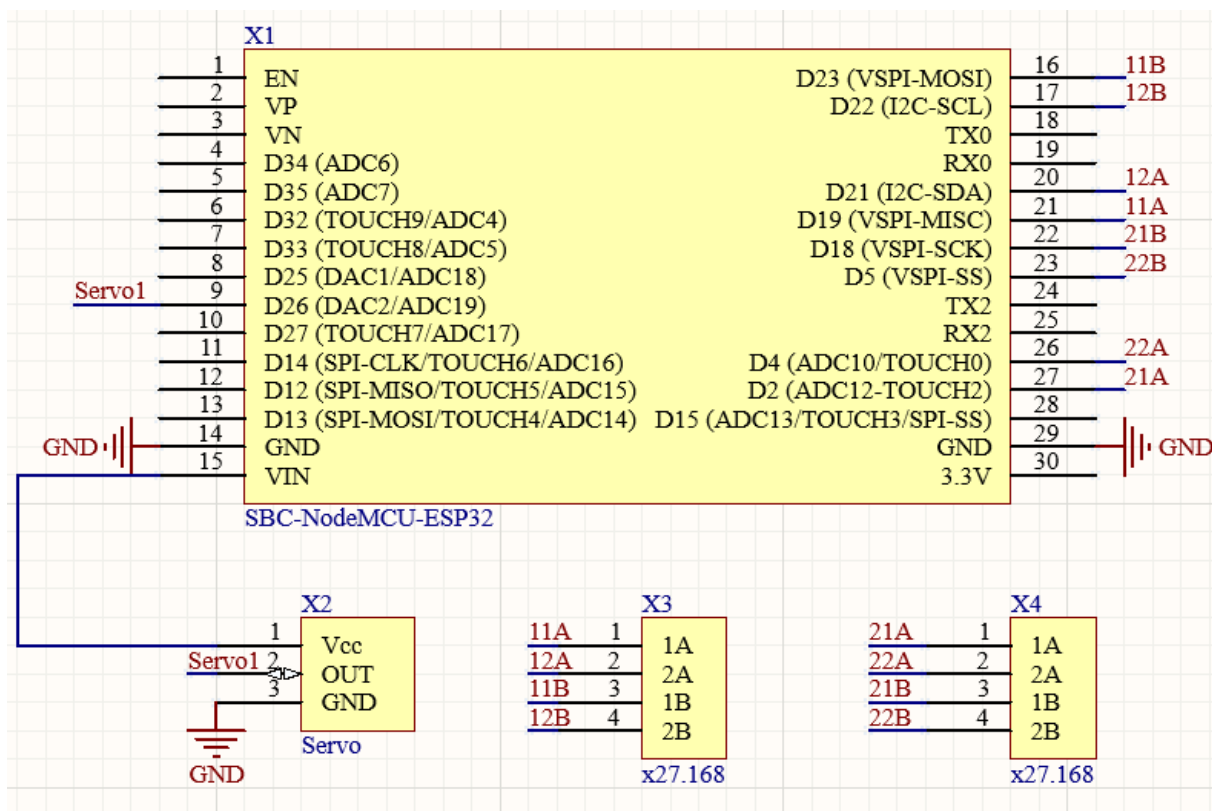 X1
1 EN
2 VP
3 VN
4 D34 (ADC6)
5 D35 (ADC7)
6 D32 (TOUCH9/ADC4)
7 D33 (TOUCH8/ADC5)
8 D25 (DAC1/ADC18)
Servo1 9 D26 (DAC2/ADC19)
10 D27 (TOUCH7/ADC17)
11 D14 (SPI-CLK/TOUCH6/ADC16)
12 D12 (SPI-MISO/TOUCH5/ADC15)
13 D13 (SPI-MOSI/TOUCH4/ADC14)
GND 14 GND
15 VIN
D23 (VSPI-MOSI) 16 11B
D22 (I2C-SCL) 17 12B
TX0 18
RX0 19
D21 (I2C-SDA) 20 12A
D19 (VSPI-MISC) 21 11A
D18 (VSPI-SCK) 22 21B
D5 (VSPI-SS) 23 22B
TX2 24
RX2 25
D4 (ADC10/TOUCH0) 26 22A
D2 (ADC12-TOUCH2) 27 21A
D15 (ADC13/TOUCH3/SPI-SS) 28
GND 29 GND
3.3V 30
SBC-NodeMCU-ESP32
X2
1 Vcc
Servo1 2 OUT
3 GND
GND
Servo
X3
11A 1 1A
12A 2 2A
11B 3 1B
12B 4 2B
x27.168
X4
21A 1 1A
22A 2 2A
21B 3 1B
22B 4 2B
x27.168